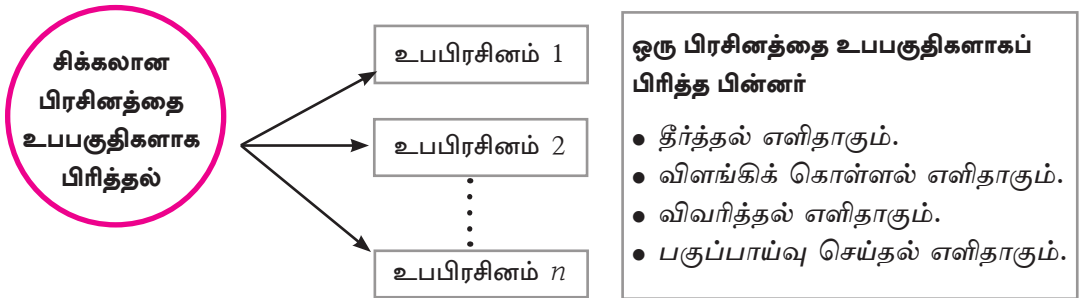 சிக்கலான
பிரசினத்தை
உபபகுதிகளாக
பிரித்தல்
உபபிரசினம் 1
உபபிரசினம் 2
உபபிரசினம் n
ஒரு பிரசினத்தை உபபகுதிகளாகப்
பிரித்த பின்னர்
● தீர்த்தல் எளிதாகும்.
● விளங்கிக் கொள்ளல் எளிதாகும்.
● விவரித்தல் எளிதாகும்.
● பகுப்பாய்வு செய்தல் எளிதாகும்.